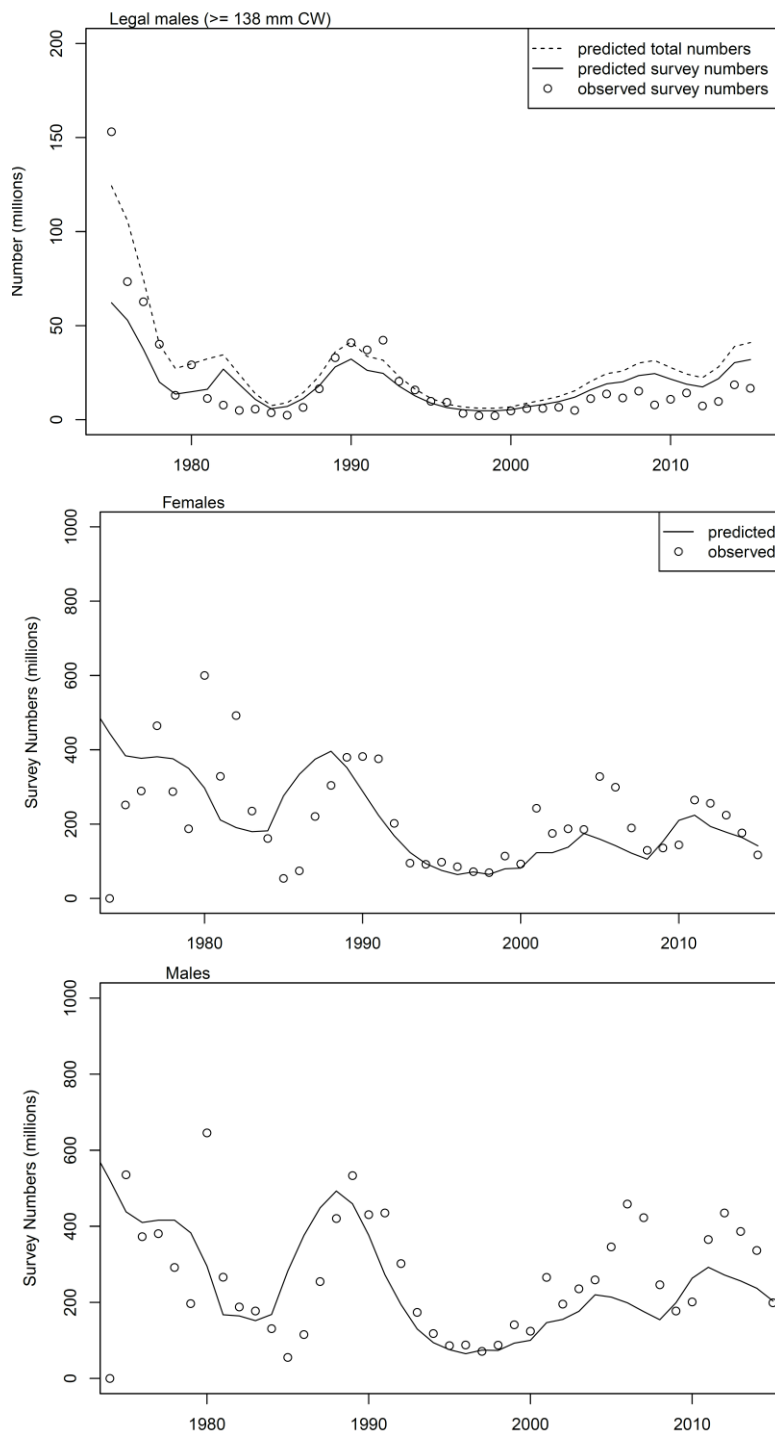 Legal males (>= 138 mm CW)
predicted total numbers
predicted survey numbers
observed survey numbers
Number (millions)
200
150
100
50
0
1980 1990 2000 2010
Females
predicted
observed
Survey Numbers (millions)
1000
800
600
400
200
0
1980 1990 2000 2010
Males
Survey Numbers (millions)
1000
800
600
400
200
0
1980 1990 2000 2010